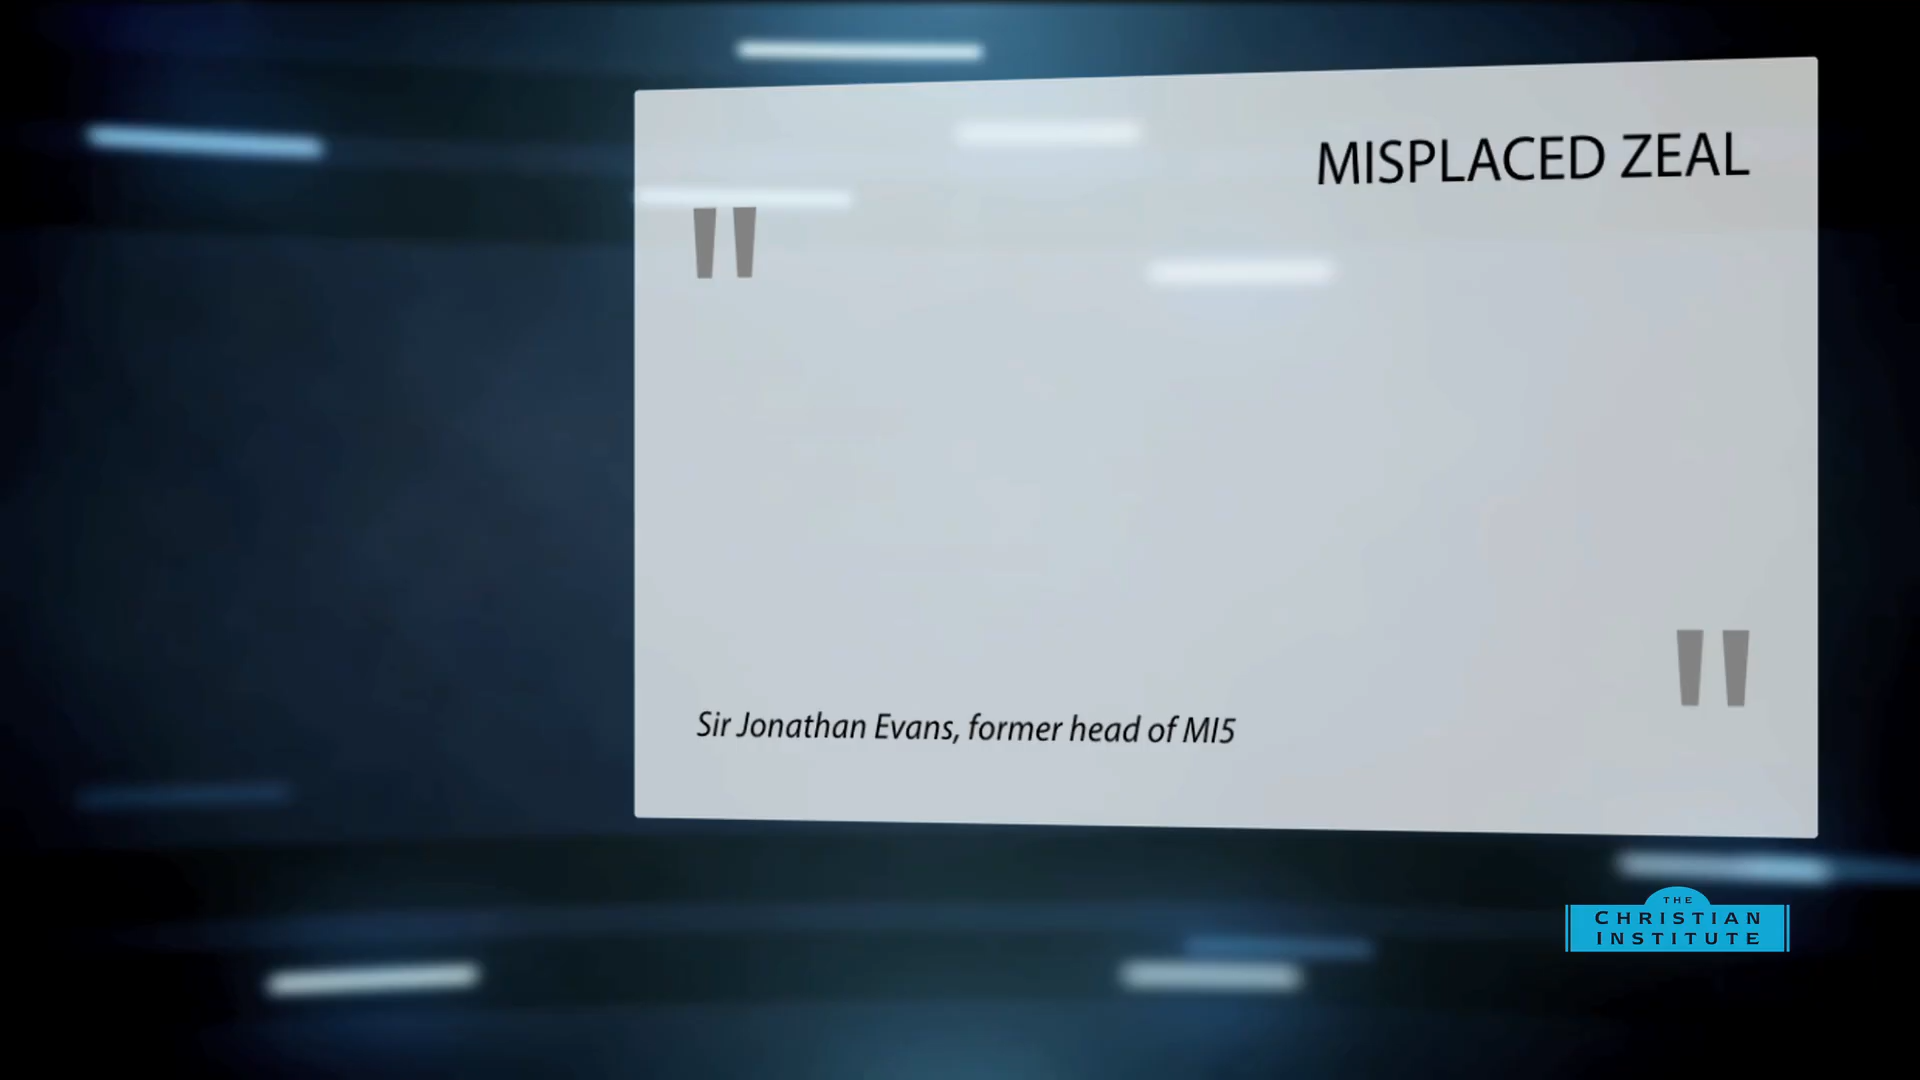 MISPLACED ZEAL
"
"
Sir Jonathan Evans, former head of MI5
THE
CHRISTIAN
INSTITUTE